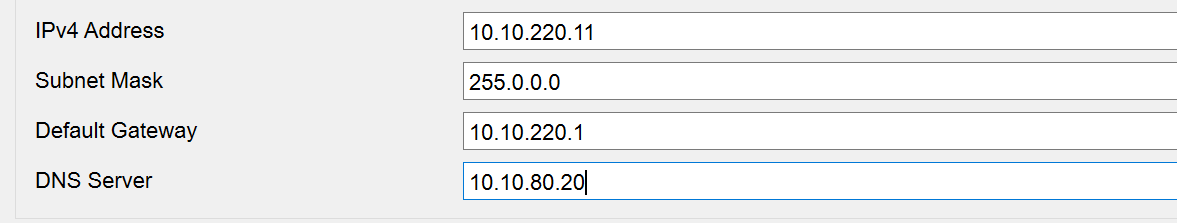 IPv4 Address 10.10.220.11
Subnet Mask 255.0.0.0
Default Gateway 10.10.220.1
DNS Server 10.10.80.20